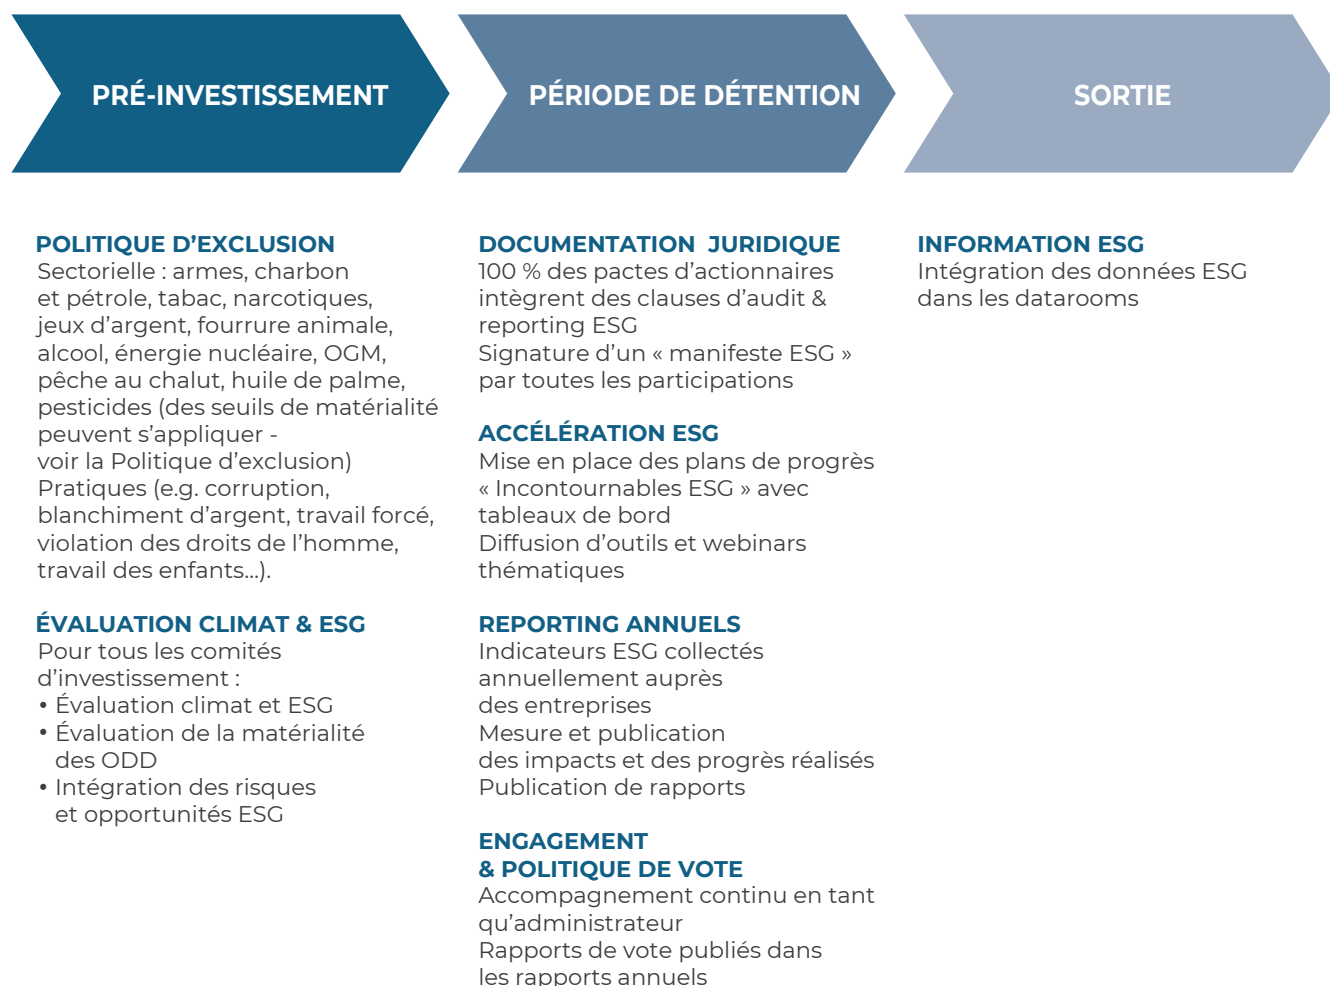 PRÉ-INVESTISSEMENT
PÉRIODE DE DÉTENTION
SORTIE
POLITIQUE D’EXCLUSION
Sectorielle : armes, charbon
et pétrole, tabac, narcotiques,
jeux d’argent, fourrure animale,
alcool, énergie nucléaire, OGM,
pêche au chalut, huile de palme,
pesticides (des seuils de matérialité
peuvent s’appliquer -
voir la Politique d’exclusion)
Pratiques (e.g. corruption,
blanchiment d’argent, travail forcé,
violation des droits de l’homme,
travail des enfants...).
ÉVALUATION CLIMAT & ESG
Pour tous les comités
d’investissement :
• Évaluation climat et ESG
• Évaluation de la matérialité
des ODD
• Intégration des risques
et opportunités ESG
DOCUMENTATION JURIDIQUE
100 % des pactes d’actionnaires
intègrent des clauses d’audit &
reporting ESG
Signature d’un « manifeste ESG »
par toutes les participations
ACCÉLÉRATION ESG
Mise en place des plans de progrès
« Incontournables ESG » avec
tableaux de bord
Diffusion d’outils et webinars
thématiques
REPORTING ANNUELS
Indicateurs ESG collectés
annuellement auprès
des entreprises
Mesure et publication
des impacts et des progrès réalisés
Publication de rapports
ENGAGEMENT
& POLITIQUE DE VOTE
Accompagnement continu en tant
qu’administrateur
Rapports de vote publiés dans
les rapports annuels
INFORMATION ESG
Intégration des données ESG
dans les datarooms